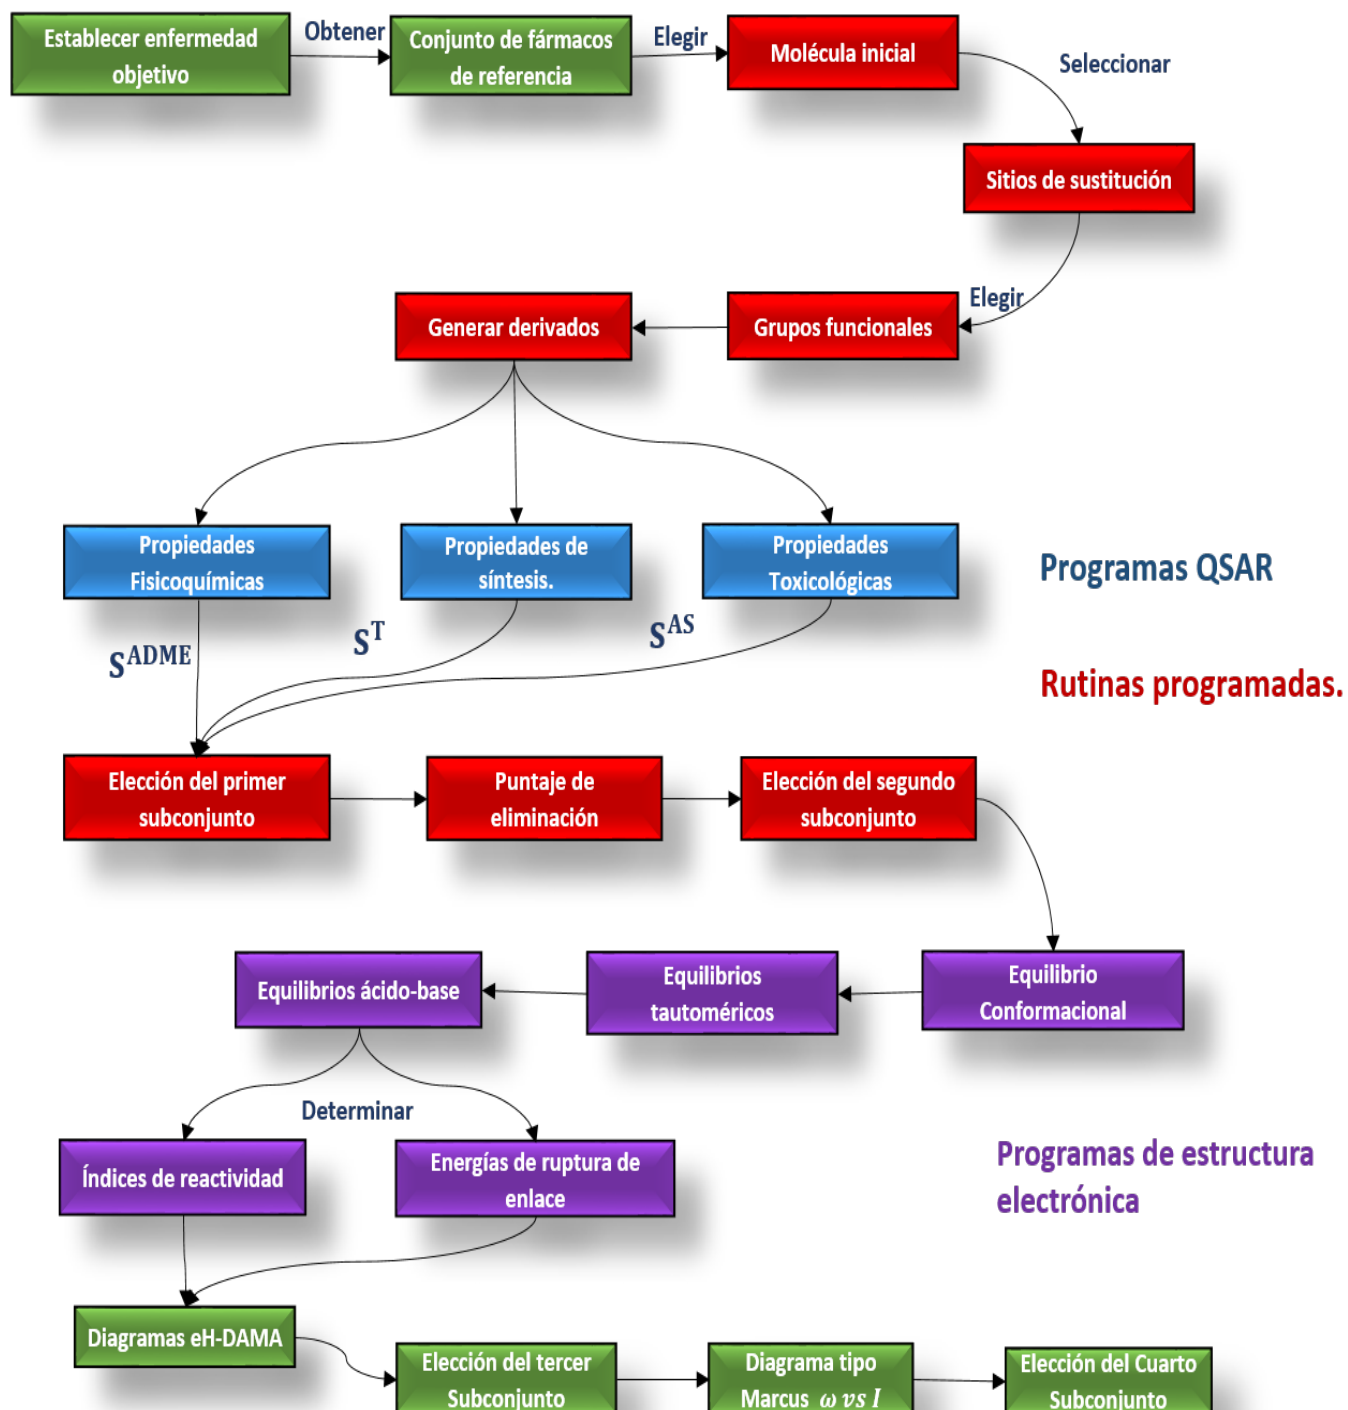 Establecer enfermedad
objetivo
Obtener
Conjunto de fármacos
de referencia
Elegir
Molécula inicial
Seleccionar
Sitios de sustitución
Elegir
Grupos funcionales
Generar derivados
Propiedades
Fisicoquímicas
Propiedades de
síntesis.
Propiedades
Toxicológicas
Programas QSAR
S^ADME
S^T
S^AS
Rutinas programadas.
Elección del primer
subconjunto
Puntaje de
eliminación
Elección del segundo
subconjunto
Equilibrio
Conformacional
Equilibrios
tautoméricos
Equilibrios ácido-base
Determinar
Índices de reactividad
Energías de ruptura de
enlace
Programas de estructura
electrónica
Diagramas eH-DAMA
Elección del tercer
Subconjunto
Diagrama tipo
Marcus ω vs I
Elección del Cuarto
Subconjunto